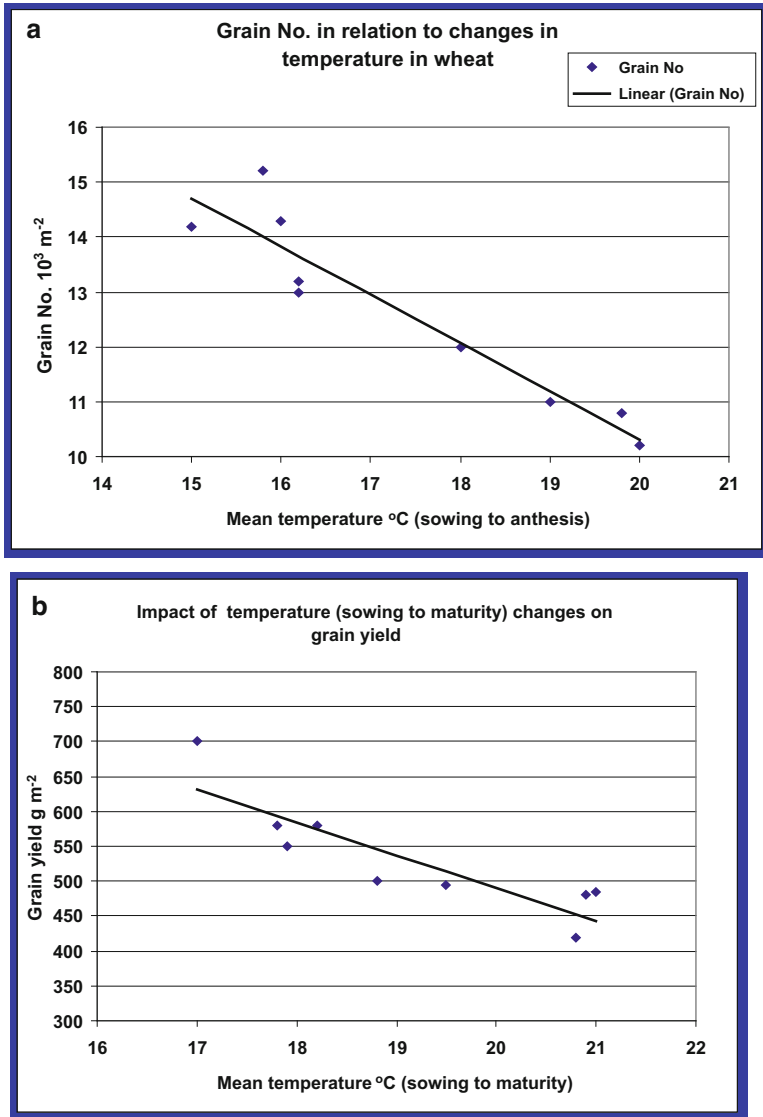 a
Grain No. in relation to changes in
temperature in wheat
Grain No
Linear (Grain No)
16
15
14
13
12
11
10
Grain No. 10³ m⁻²
14 15 16 17 18 19 20 21
Mean temperature ᵒC (sowing to anthesis)
b
Impact of temperature (sowing to maturity) changes on
grain yield
800
750
700
650
600
550
500
450
400
350
300
Grain yield g m⁻²
16 17 18 19 20 21 22
Mean temperature ᵒC (sowing to maturity)